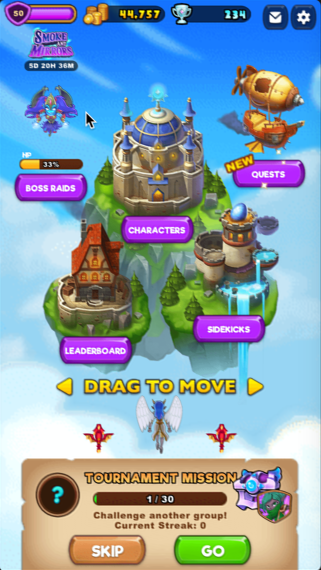 50
44,757
234
SMOKE AND MIRRORS
5D 20H 36M
HP
33%
BOSS RAIDS
NEW
QUESTS
CHARACTERS
SIDEKICKS
LEADERBOARD
DRAG TO MOVE
TOURNAMENT MISSION
?
1 / 30
Challenge another group!
Current Streak: 0
SKIP
GO